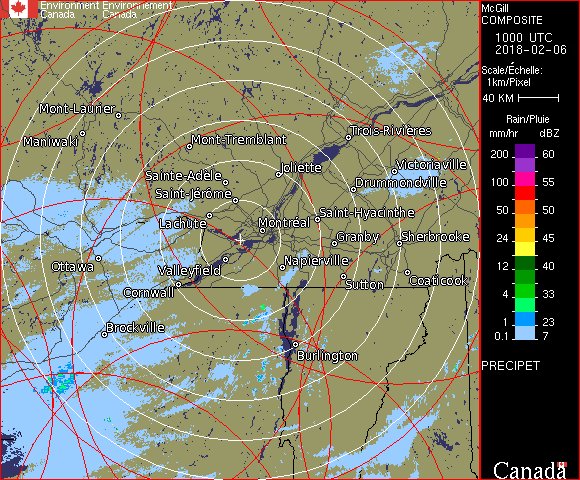 Environment Environnement
Canada Canada
McGill
COMPOSITE
1000 UTC
2018-02-06
Scale/Échelle:
1km/Pixel
40 KM
Rain/Pluie
mm/hr dBZ
200 60
100 55
50 50
24 45
12 40
4 33
1 23
0.1 7
PRECIPET
Canada
Mont-Laurier
Maniwaki
Mont-Tremblant
Trois-Rivières
Sainte-Adèle
Joliette
Victoriaville
Saint-Jérôme
Drummondville
Lachute
Montréal
Saint-Hyacinthe
Granby
Sherbrooke
Ottawa
Valleyfield
Napierville
Cornwall
Sutton
Coaticook
Brockville
Burlington